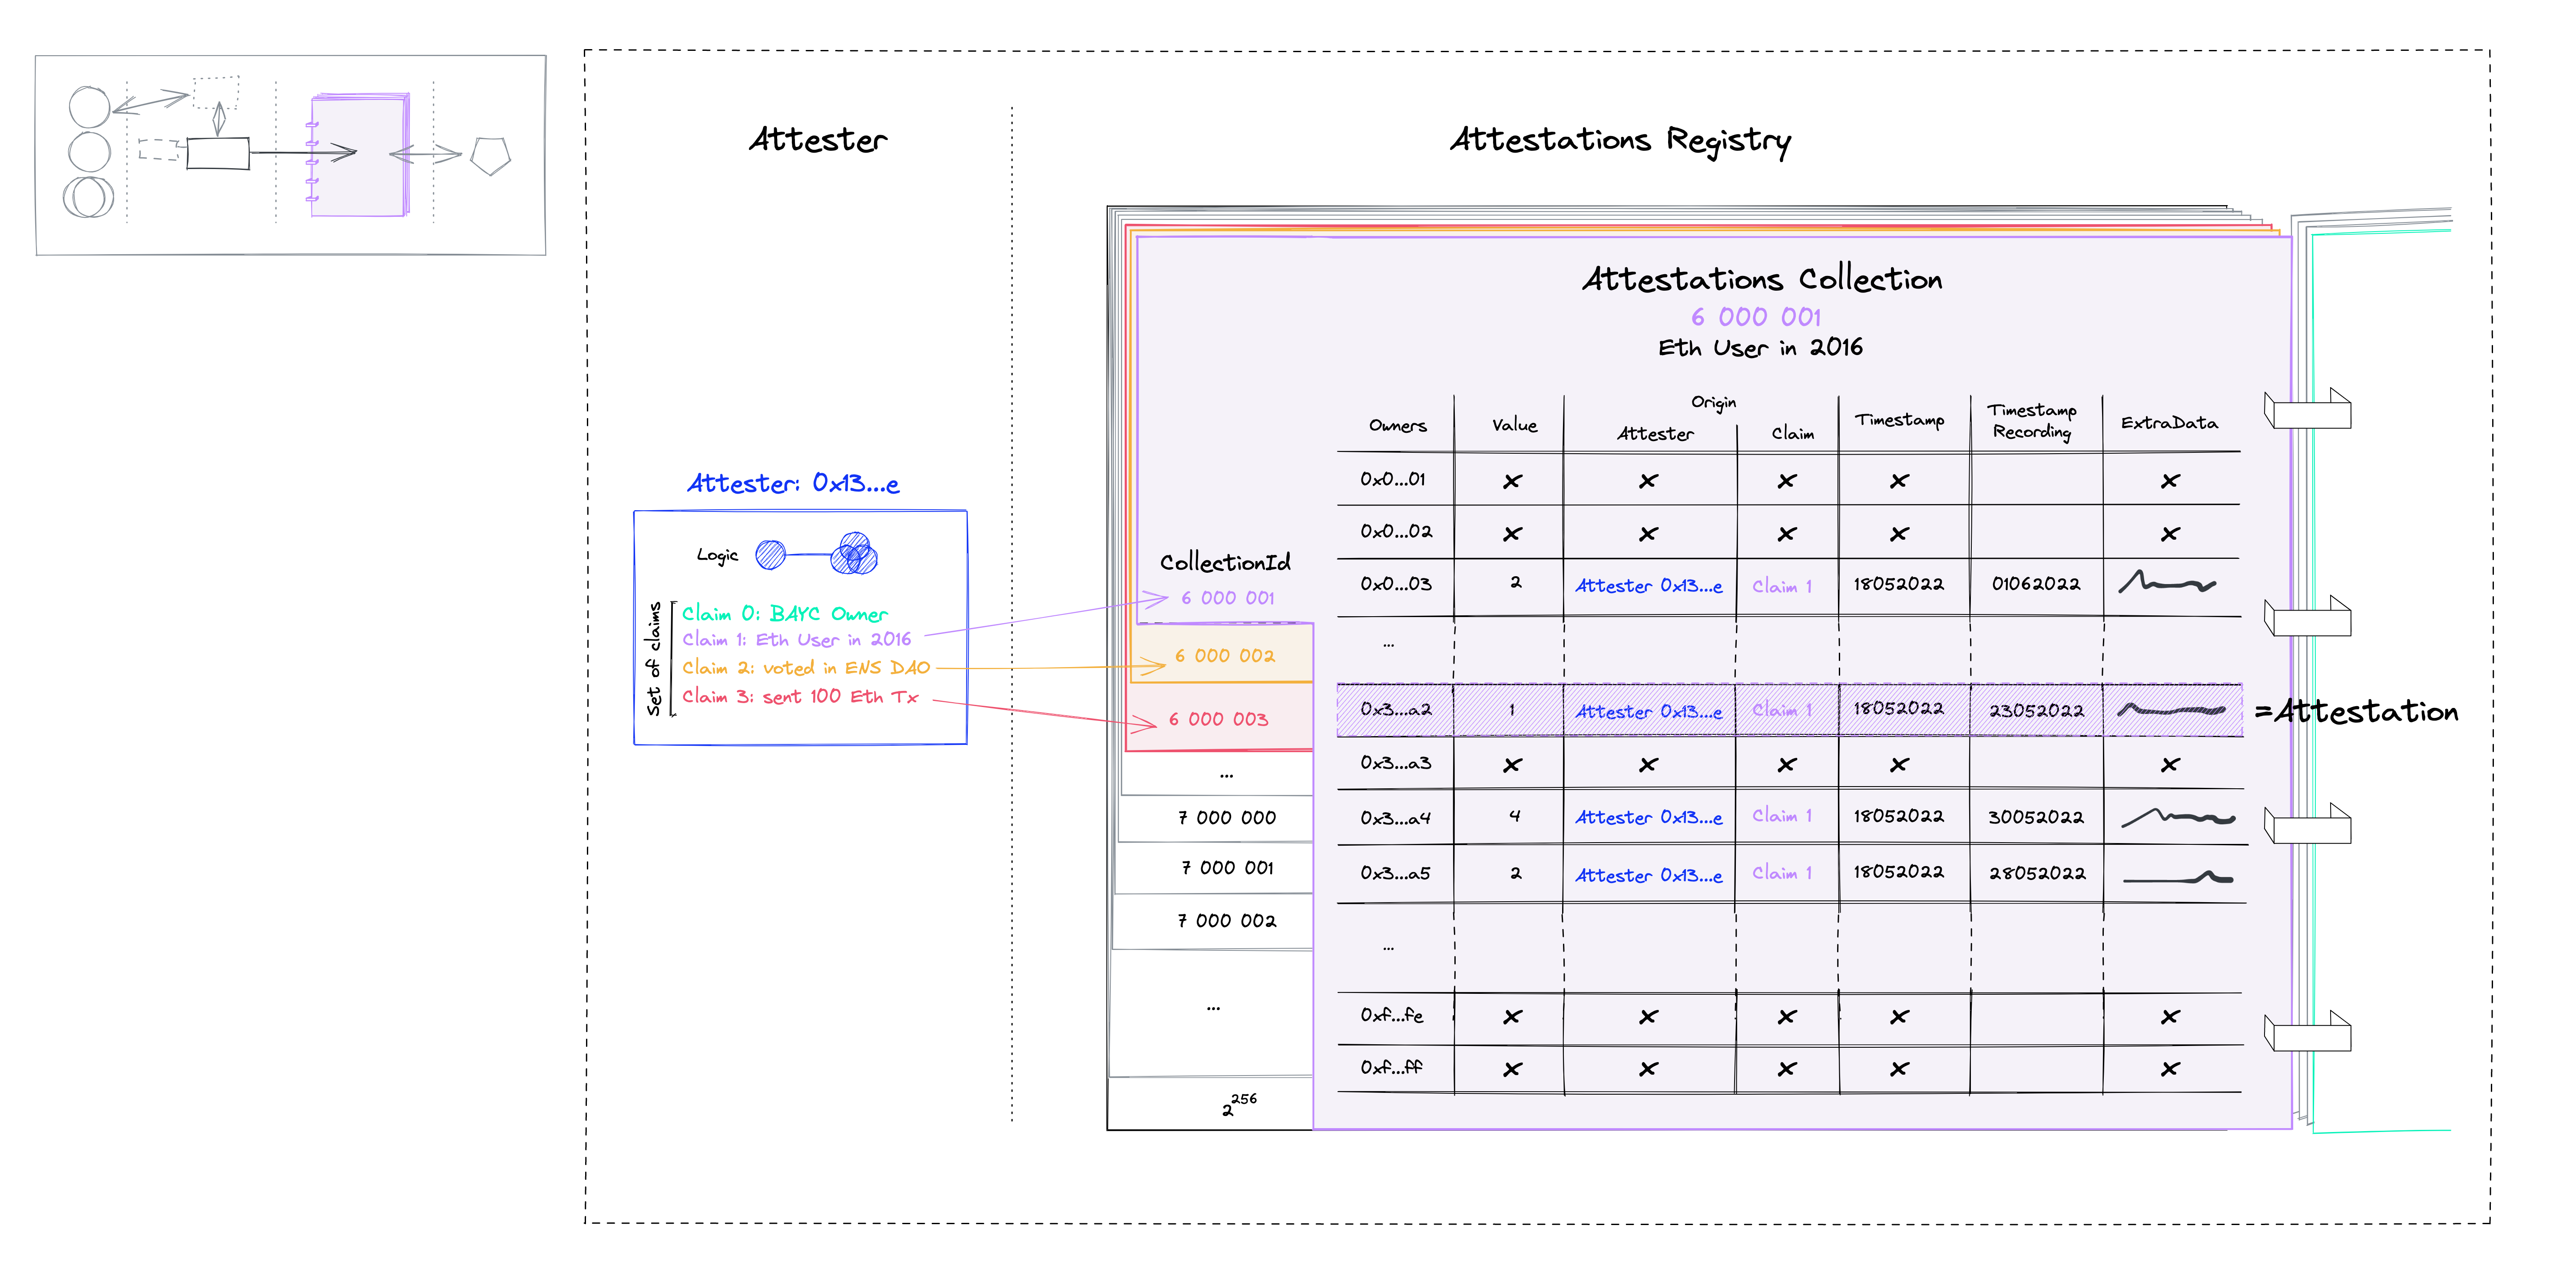 Attester
Attestations Registry
Attester: 0x13...e
Logic
Set of claims
Claim 0: BAYC Owner
Claim 1: Eth User in 2016
Claim 2: voted in ENS DAO
Claim 3: sent 100 Eth Tx
CollectionId
6 000 001
6 000 002
6 000 003
...
7 000 000
7 000 001
7 000 002
...
2^256
Attestations Collection
6 000 001
Eth User in 2016
Origin
Owners Value Attester Claim Timestamp Timestamp Recording ExtraData
0x0...01 x x x x x
0x0...02 x x x x x
0x0...03 2 Attester 0x13...e Claim 1 18052022 01062022
...
0x3...a2 1 Attester 0x13...e Claim 1 18052022 23052022 =Attestation
0x3...a3 x x x x x
0x3...a4 4 Attester 0x13...e Claim 1 18052022 30052022
0x3...a5 2 Attester 0x13...e Claim 1 18052022 28052022
...
0xf...fe x x x x x
0xf...ff x x x x x